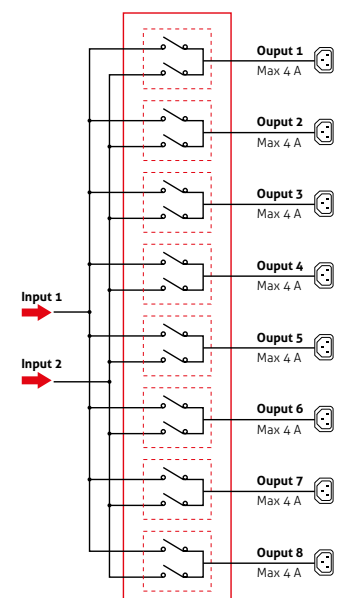 Ouput 1
Max 4 A
Ouput 2
Max 4 A
Ouput 3
Max 4 A
Ouput 4
Max 4 A
Input 1
Ouput 5
Max 4 A
Input 2
Ouput 6
Max 4 A
Ouput 7
Max 4 A
Ouput 8
Max 4 A